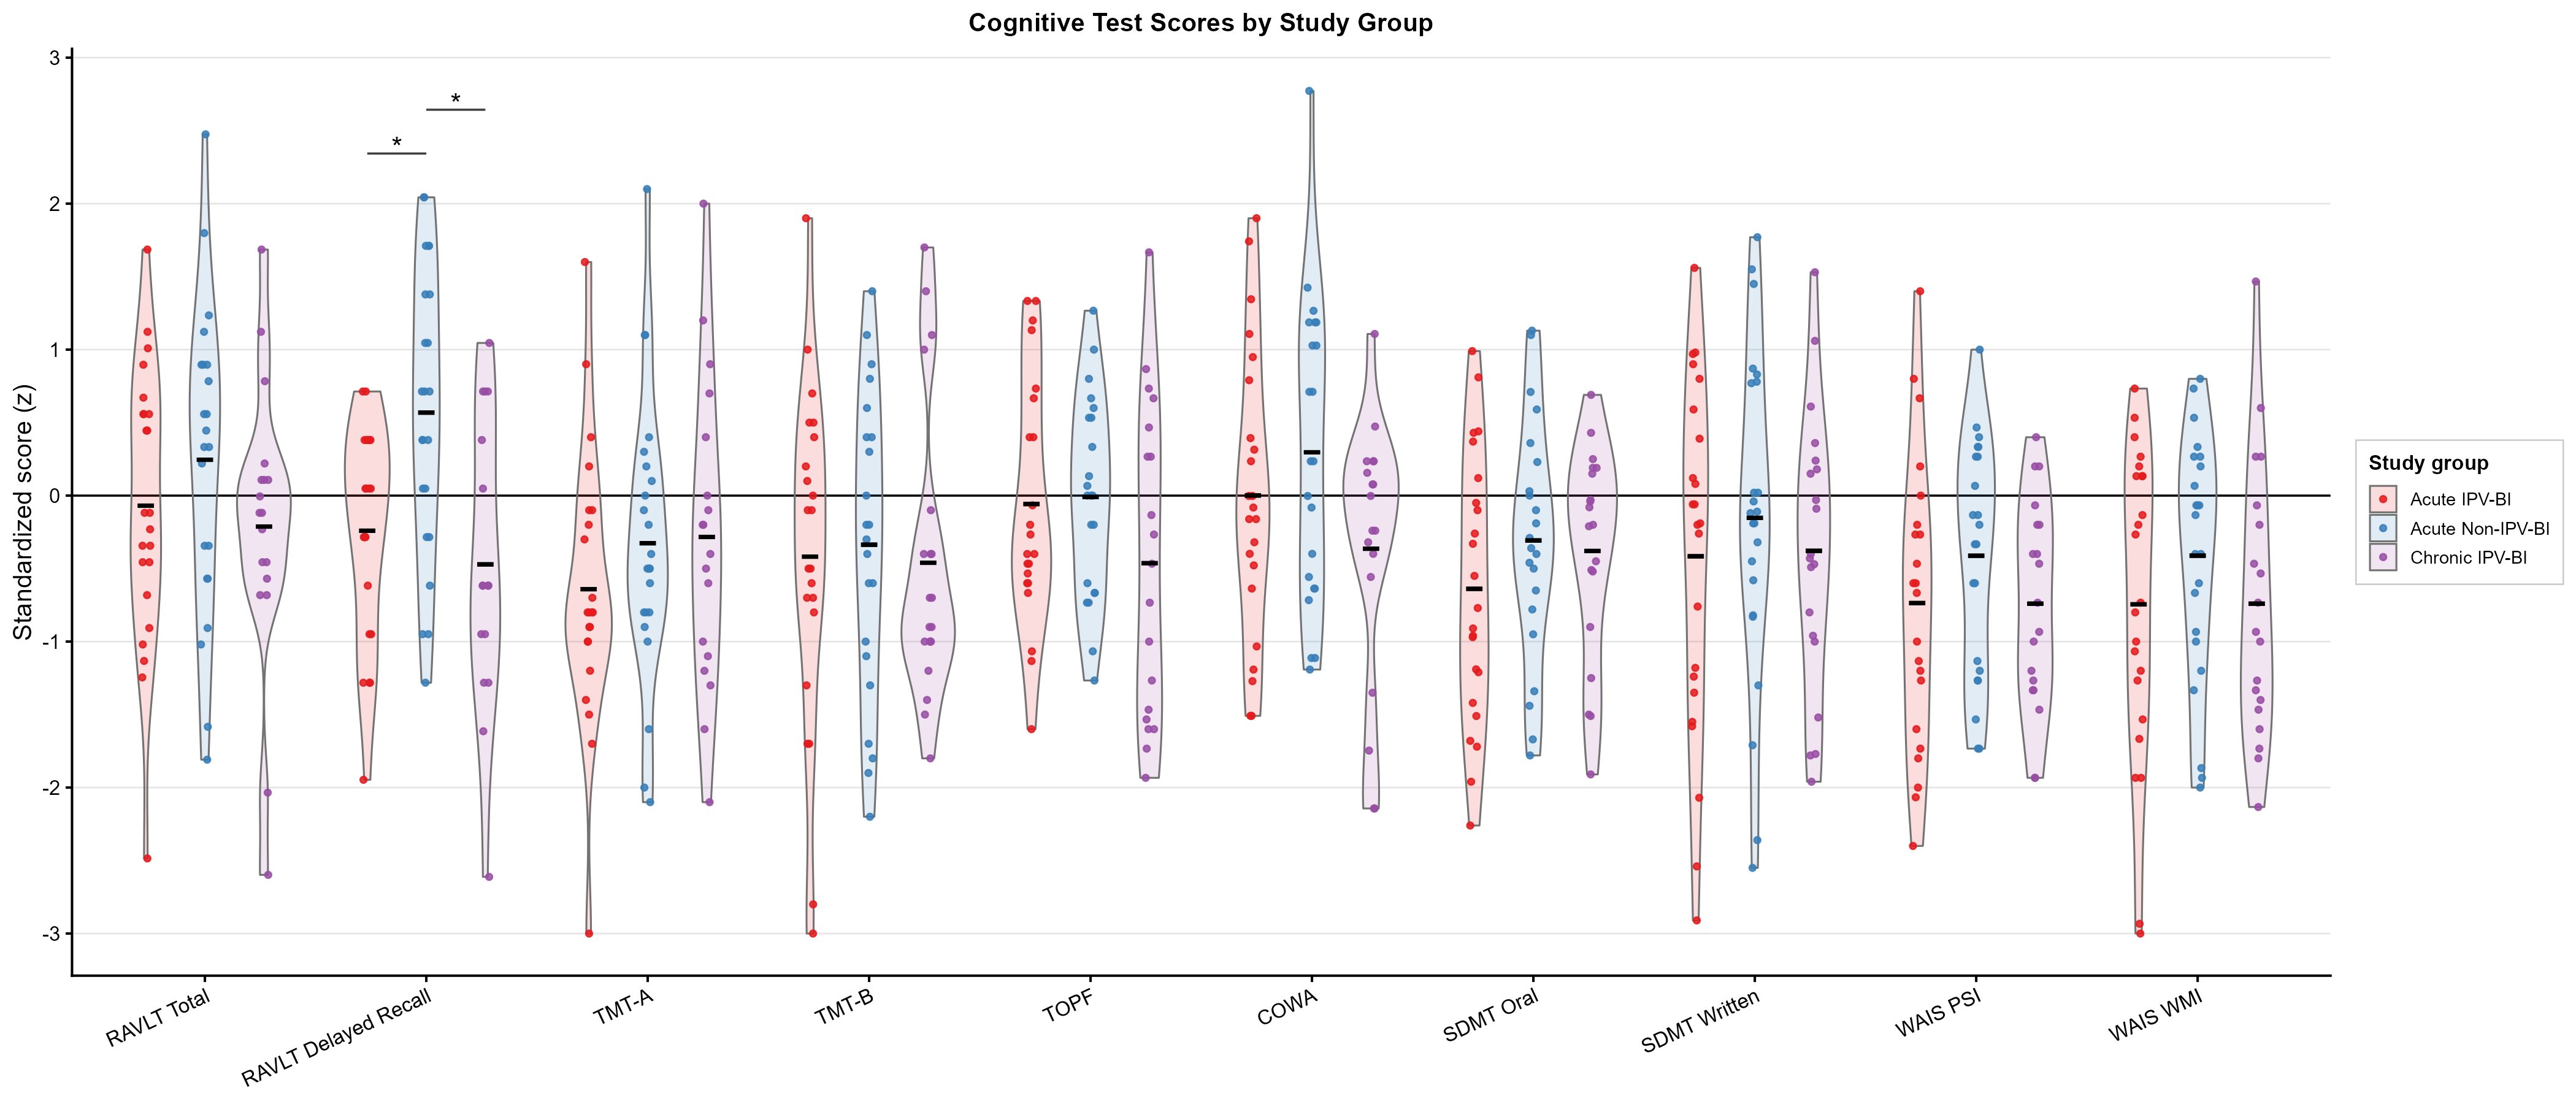 Cognitive Test Scores by Study Group
Standardized score (z)
3
2
1
0
-1
-2
-3
*
*
RAVLT Total
RAVLT Delayed Recall
TMT-A
TMT-B
TOPF
COWA
SDMT Oral
SDMT Written
WAIS PSI
WAIS WMI
Study group
Acute IPV-BI
Acute Non-IPV-BI
Chronic IPV-BI